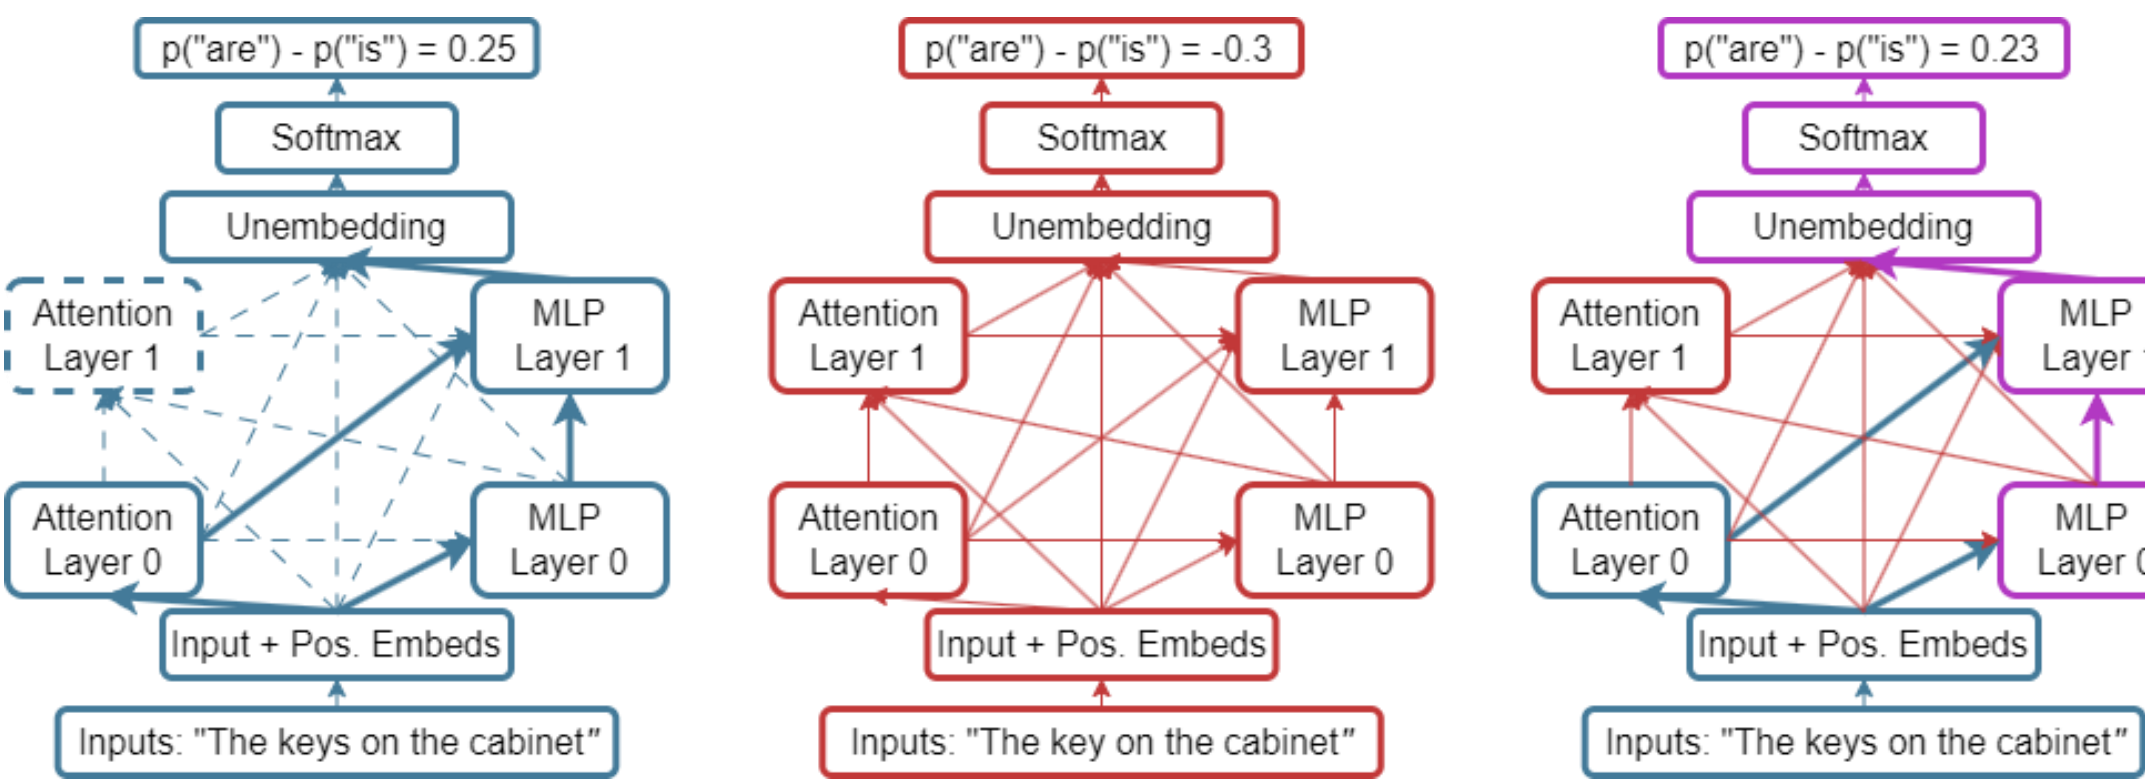 p("are") - p("is") = 0.25
Softmax
Unembedding
Attention
Layer 1
MLP
Layer 1
Attention
Layer 0
MLP
Layer 0
Input + Pos. Embeds
Inputs: "The keys on the cabinet"
p("are") - p("is") = -0.3
Softmax
Unembedding
Attention
Layer 1
MLP
Layer 1
Attention
Layer 0
MLP
Layer 0
Input + Pos. Embeds
Inputs: "The key on the cabinet"
p("are") - p("is") = 0.23
Softmax
Unembedding
Attention
Layer 1
MLP
Layer
Attention
Layer 0
MLP
Layer
Input + Pos. Embeds
Inputs: "The keys on the cabinet"